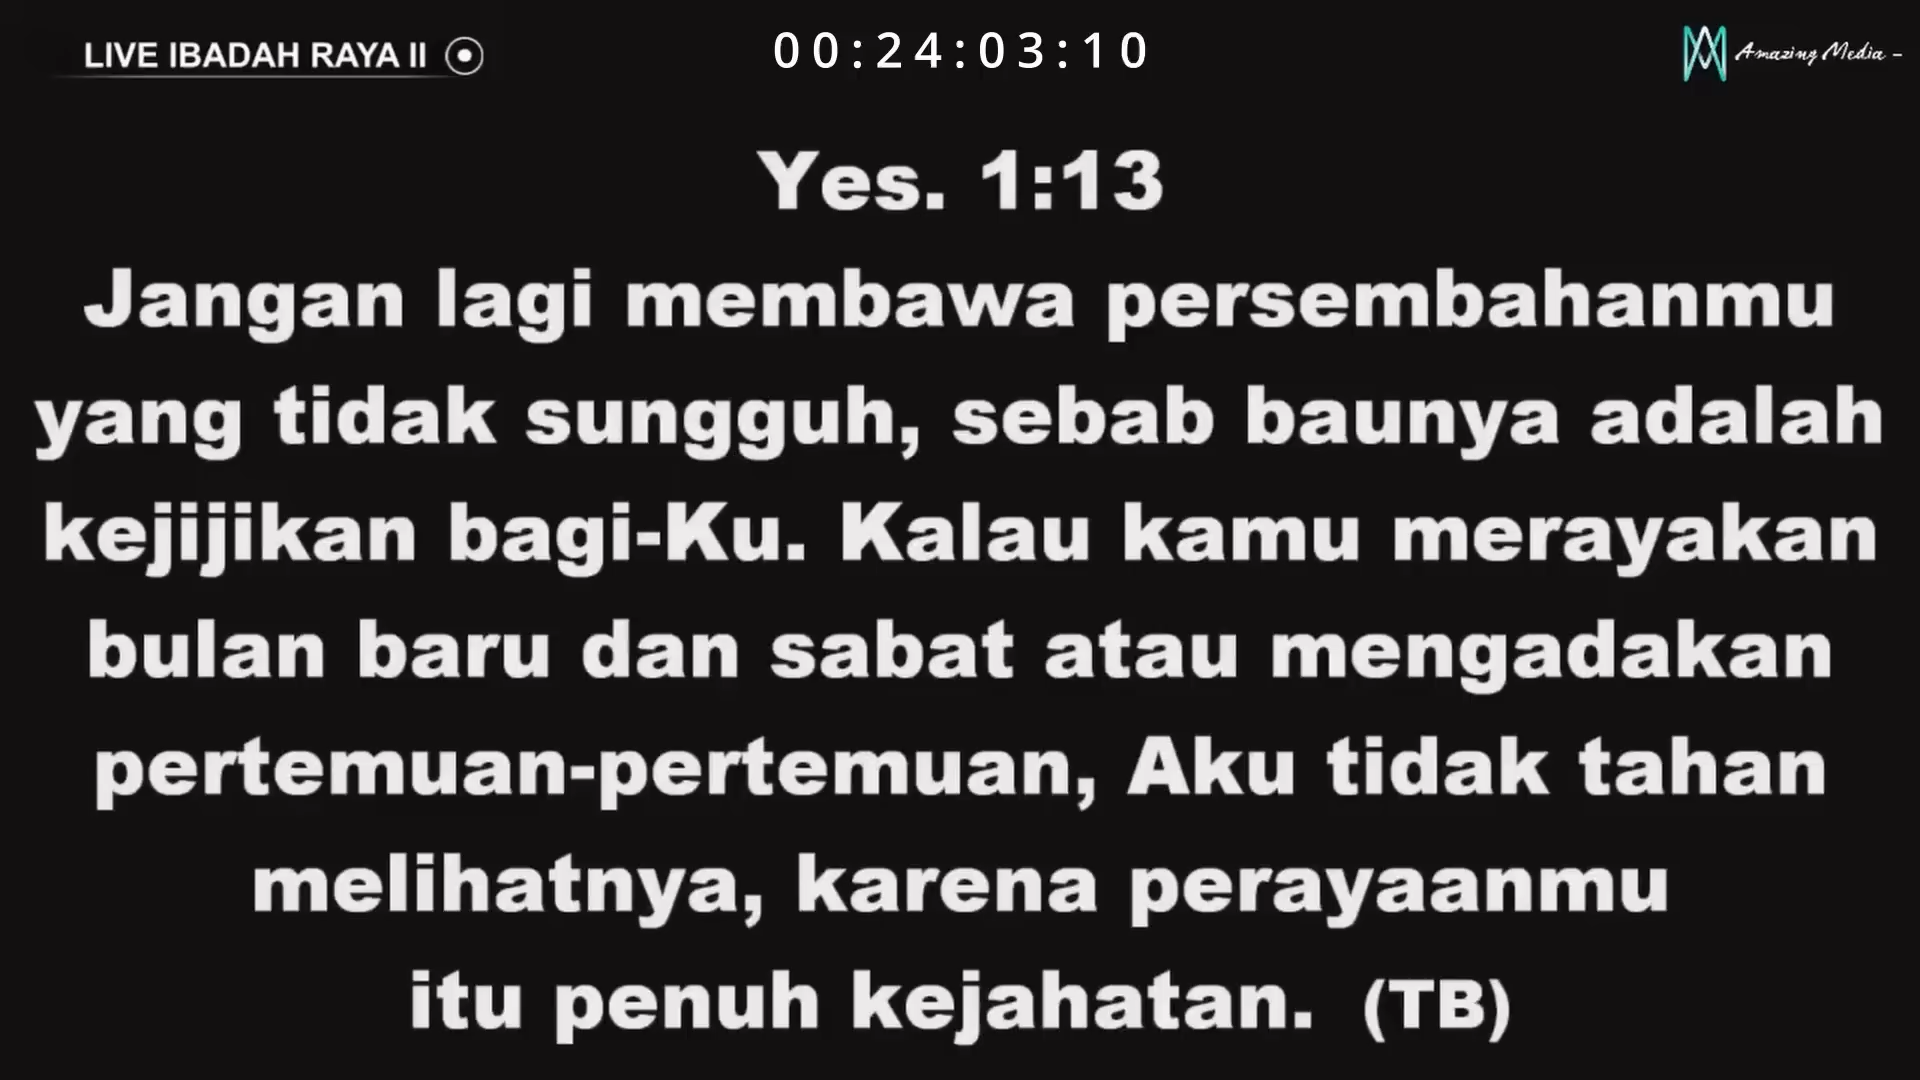 LIVE IBADAH RAYA II
00:24:03:10
Amazing Media -
Yes. 1:13
Jangan lagi membawa persembahanmu
yang tidak sungguh, sebab baunya adalah
kejijikan bagi-Ku. Kalau kamu merayakan
bulan baru dan sabat atau mengadakan
pertemuan-pertemuan, Aku tidak tahan
melihatnya, karena perayaanmu
itu penuh kejahatan. (TB)